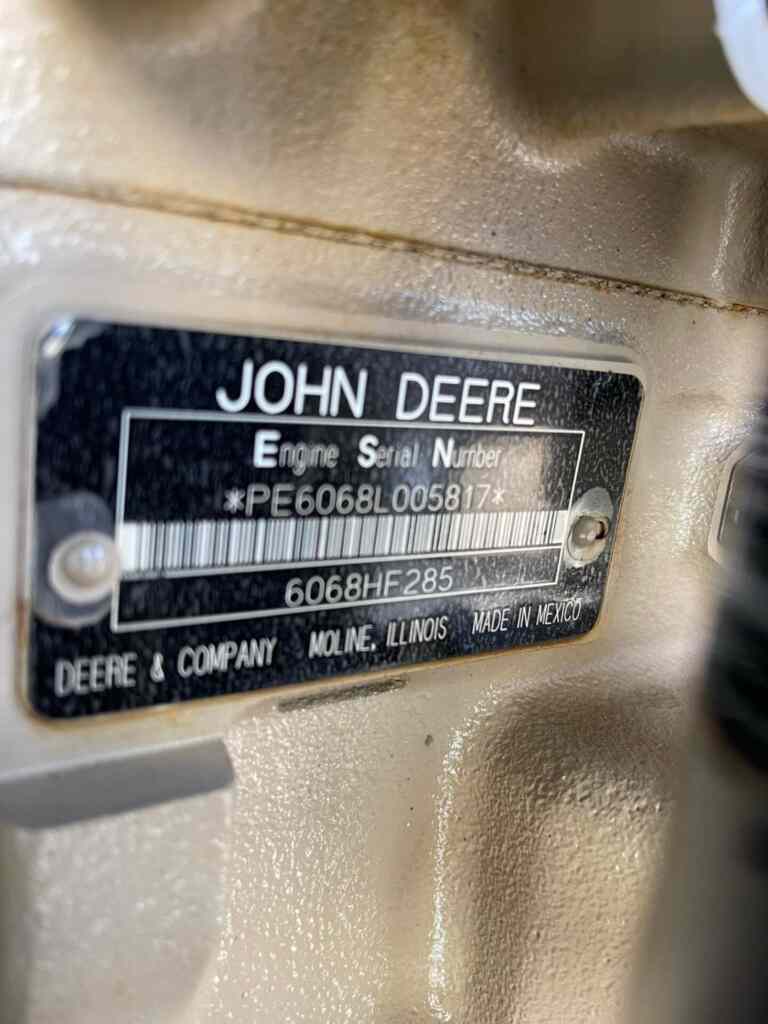 JOHN DEERE
Engine Serial Number
*PE6068L005817*
6068HF285
DEERE & COMPANY MOLINE, ILLINOIS MADE IN MEXICO